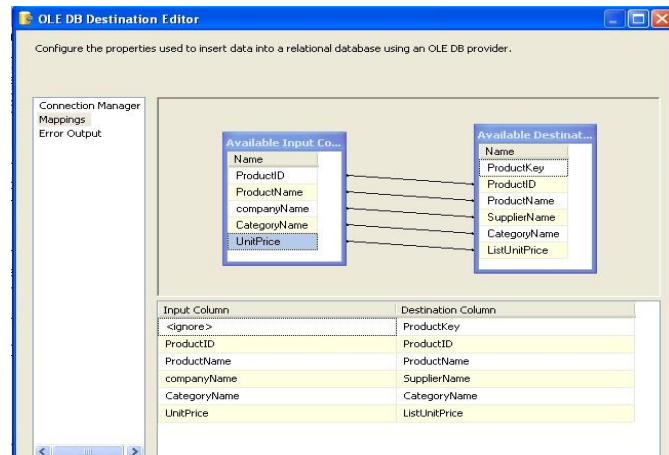 OLE DB Destination Editor
Configure the properties used to insert data into a relational database using an OLE DB provider.
Connection Manager
Mappings
Error Output
Available Input Co...
Name
ProductID
ProductName
companyName
CategoryName
UnitPrice
Available Destinat...
Name
ProductKey
ProductID
ProductName
SupplierName
CategoryName
ListUnitPrice
Input Column Destination Column
<ignore> ProductKey
ProductID ProductID
ProductName ProductName
companyName SupplierName
CategoryName CategoryName
UnitPrice ListUnitPrice